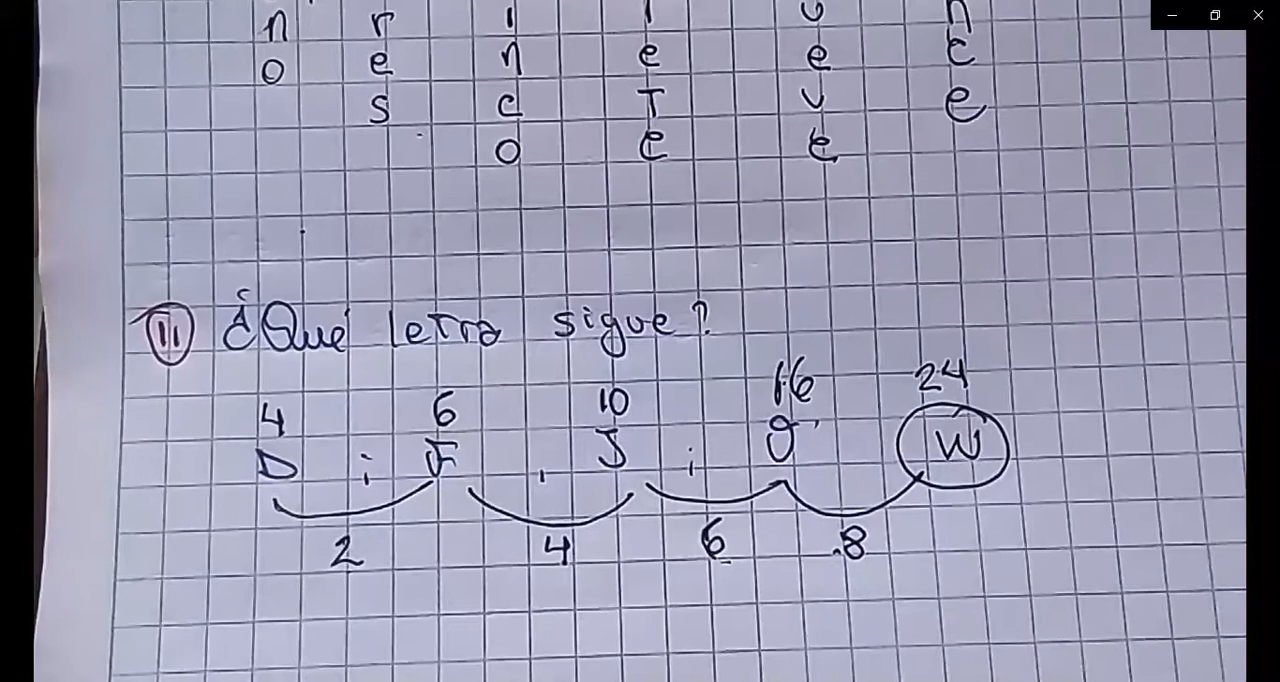 n r i i u n
o e n e e c
s c T v e
o e e
11) ¿Qué letra sigue?
4 6 10 16 24
D ; F , J ; O W
2 4 6 8